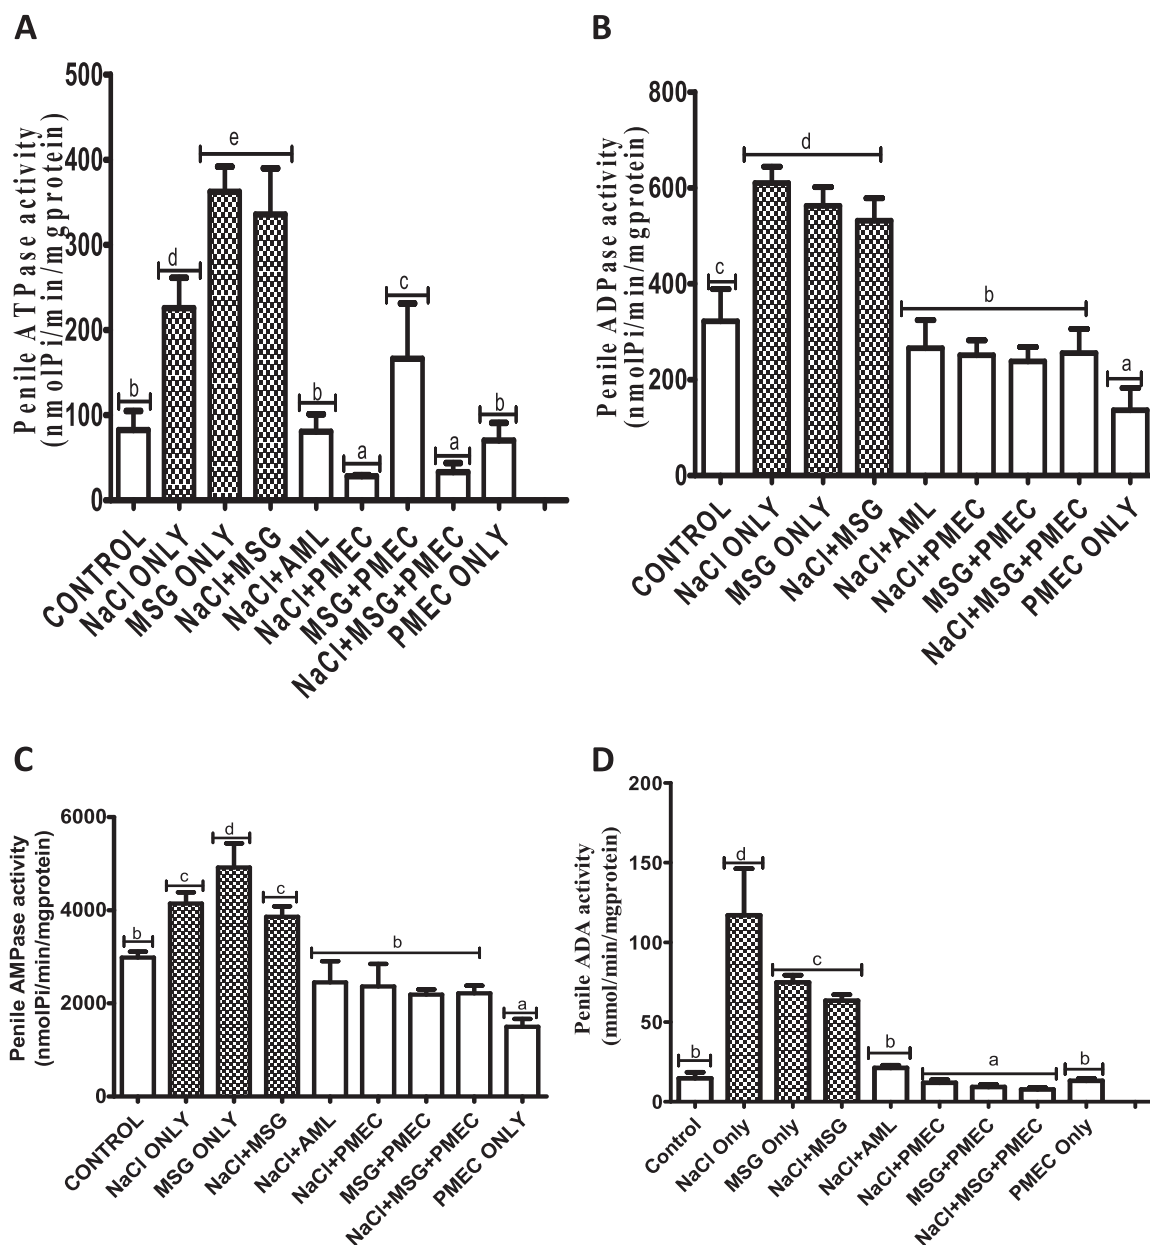 A
Penile ATPase activity
(nmolPi/min/mgprotein)
500
400
300
200
100
0
b
d
e
b
a
c
a
b
CONTROL
NaCl ONLY
MSG ONLY
NaCl+MSG
NaCl+AML
NaCl+PMEC
MSG+PMEC
NaCl+MSG+PMEC
PMEC ONLY
B
Penile ADPase activity
(nmolPi/min/mgprotein)
800
600
400
200
0
c
d
b
a
CONTROL
NaCl ONLY
MSG ONLY
NaCl+MSG
NaCl+AML
NaCl+PMEC
MSG+PMEC
NaCl+MSG+PMEC
PMEC ONLY
C
Penile AMPase activity
(nmolPi/min/mgprotein)
6000
4000
2000
0
b
c
d
c
b
a
CONTROL
NaCl ONLY
MSG ONLY
NaCl+MSG
NaCl+AML
NaCl+PMEC
MSG+PMEC
NaCl+MSG+PMEC
PMEC ONLY
D
Penile ADA activity
(mmol/min/mgprotein)
200
150
100
50
0
b
d
c
b
a
b
Control
NaCl Only
MSG Only
NaCl+MSG
NaCl+AML
NaCl+PMEC
MSG+PMEC
NaCl+MSG+PMEC
PMEC Only